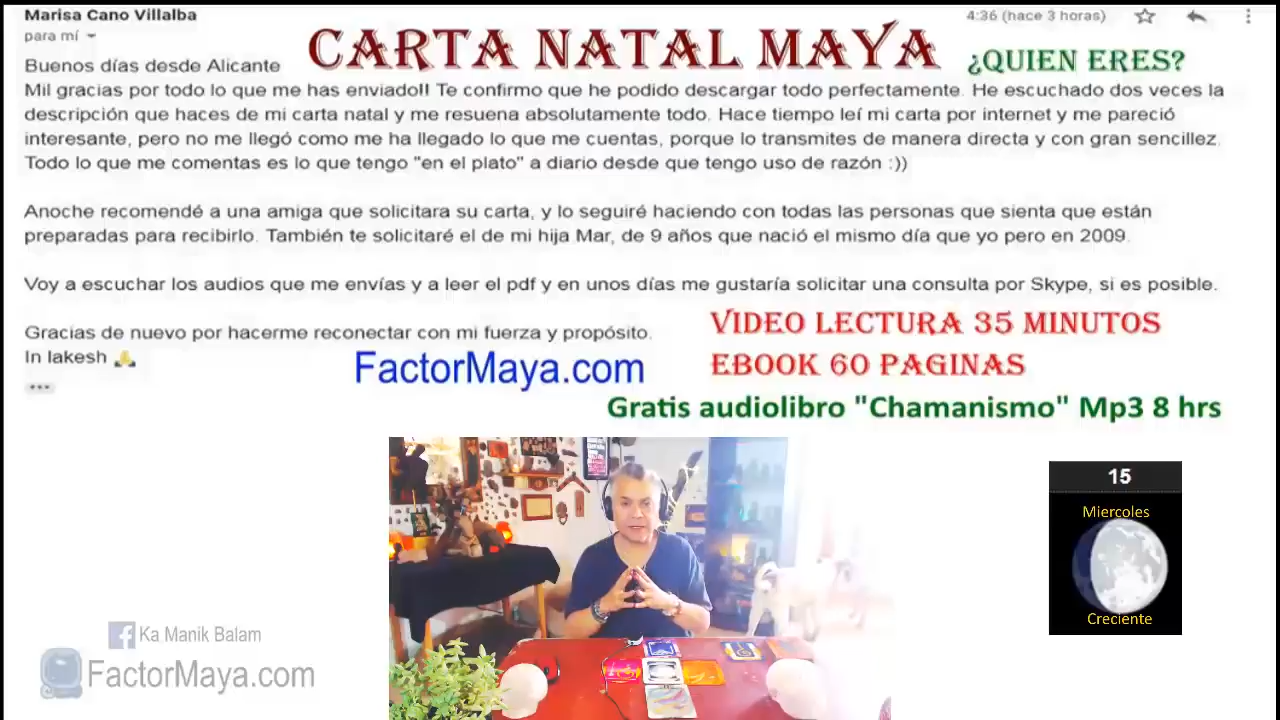 Marisa Cano Villalba
4:36 (hace 3 horas)
para mí
CARTA NATAL MAYA
¿QUIEN ERES?
Buenos días desde Alicante
Mil gracias por todo lo que me has enviado!! Te confirmo que he podido descargar todo perfectamente. He escuchado dos veces la
descripción que haces de mi carta natal y me resuena absolutamente todo. Hace tiempo leí mi carta por internet y me pareció
interesante, pero no me llegó como me ha llegado lo que me cuentas, porque lo transmites de manera directa y con gran sencillez.
Todo lo que me comentas es lo que tengo "en el plato" a diario desde que tengo uso de razón :))
Anoche recomendé a una amiga que solicitara su carta, y lo seguiré haciendo con todas las personas que sienta que están
preparadas para recibirlo. También te solicitaré el de mi hija Mar, de 9 años que nació el mismo día que yo pero en 2009.
Voy a escuchar los audios que me envías y a leer el pdf y en unos días me gustaría solicitar una consulta por Skype, si es posible.
Gracias de nuevo por hacerme reconectar con mi fuerza y propósito.
In lakesh 🙏
VIDEO LECTURA 35 MINUTOS
EBOOK 60 PAGINAS
FactorMaya.com
Gratis audiolibro "Chamanismo" Mp3 8 hrs
15
Miercoles
Creciente
Ka Manik Balam
FactorMaya.com